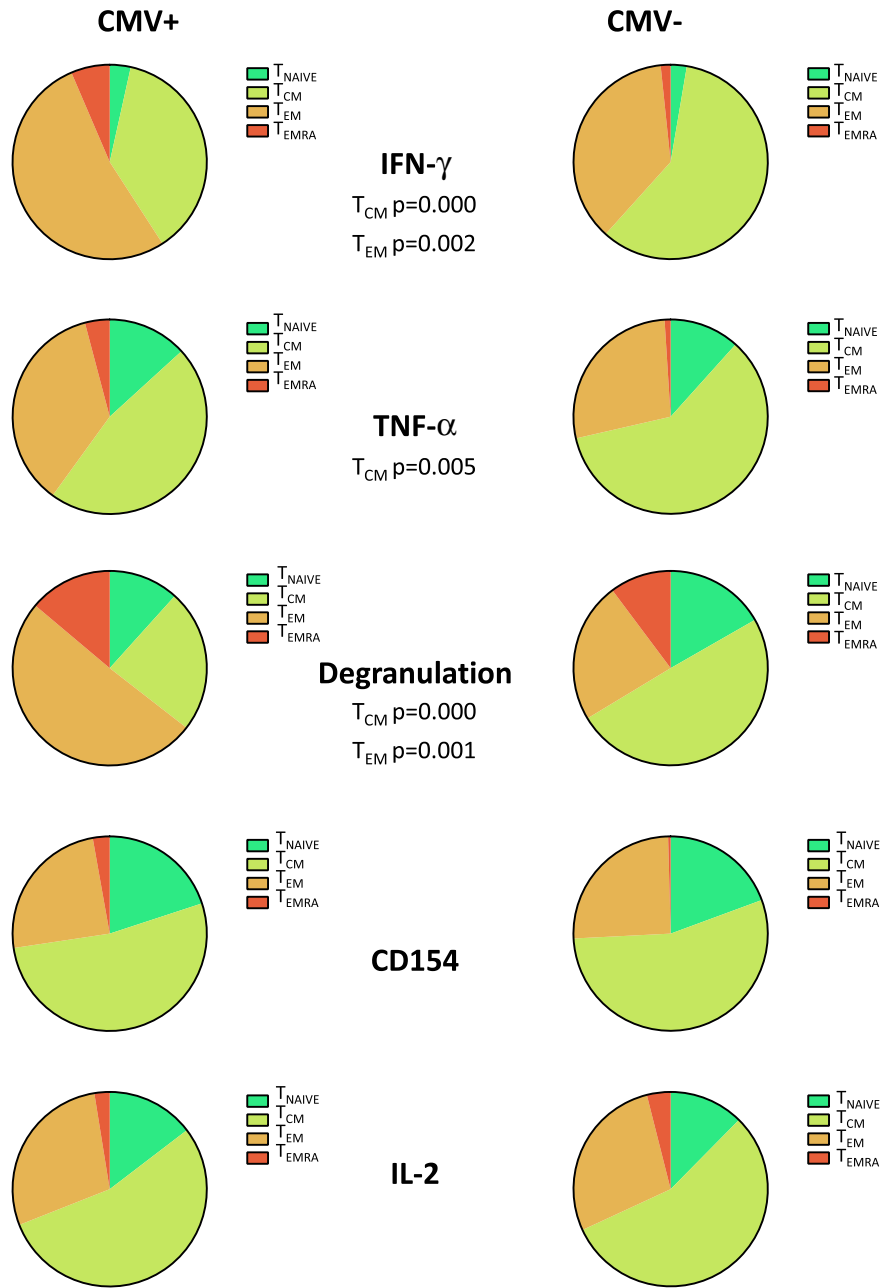 CMV+
CMV-
TNAIVE
TCM
TEM
TEMRA
IFN-γ
TCM p=0.000
TEM p=0.002
TNAIVE
TCM
TEM
TEMRA
TNAIVE
TCM
TEM
TEMRA
TNF-α
TCM p=0.005
TNAIVE
TCM
TEM
TEMRA
TNAIVE
TCM
TEM
TEMRA
Degranulation
TCM p=0.000
TEM p=0.001
TNAIVE
TCM
TEM
TEMRA
TNAIVE
TCM
TEM
TEMRA
CD154
TNAIVE
TCM
TEM
TEMRA
TNAIVE
TCM
TEM
TEMRA
IL-2
TNAIVE
TCM
TEM
TEMRA